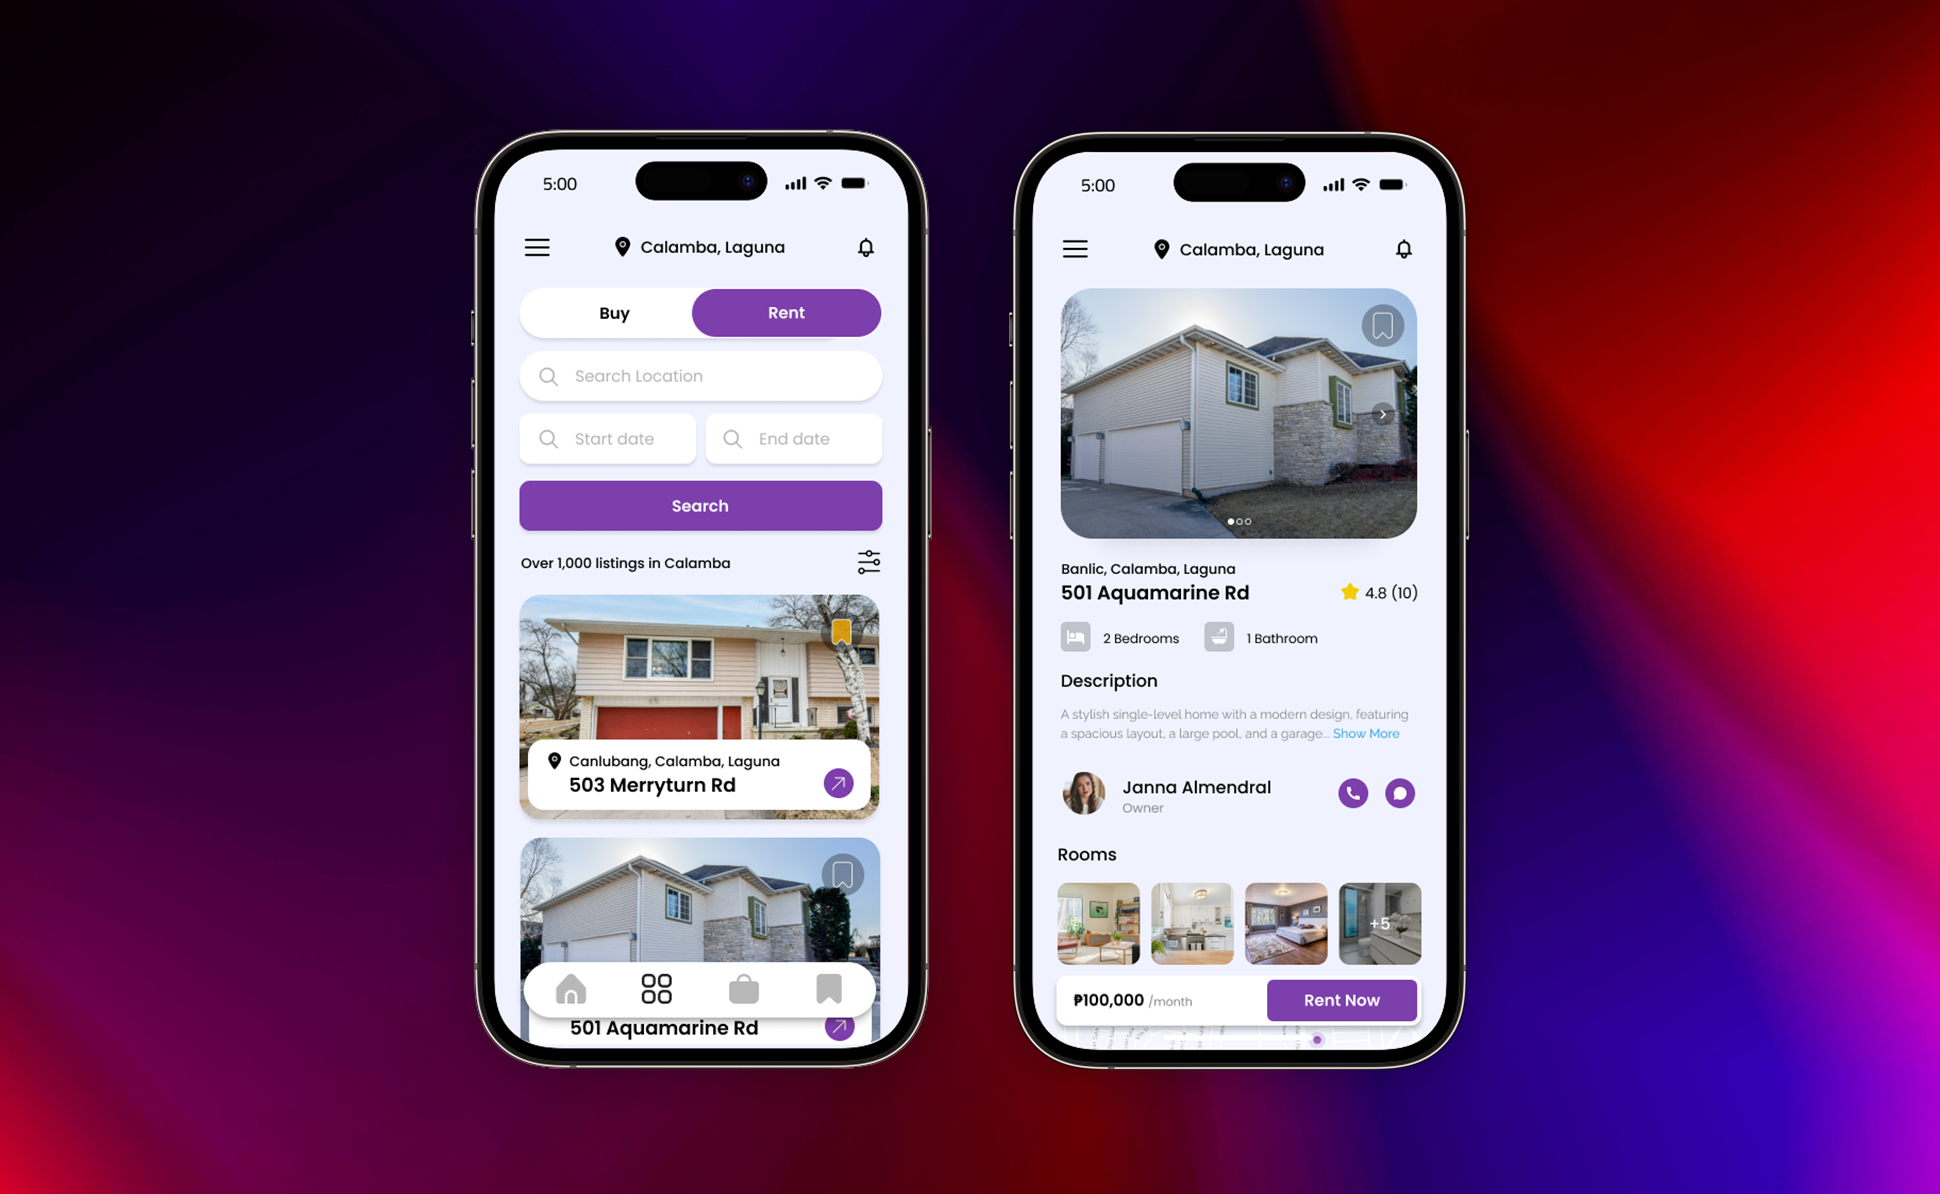 5:00
Calamba, Laguna
Buy
Rent
Search Location
Start date
End date
Search
Over 1,000 listings in Calamba
Canlubang, Calamba, Laguna
503 Merryturn Rd
501 Aquamarine Rd
5:00
Calamba, Laguna
Banlic, Calamba, Laguna
501 Aquamarine Rd
4.8 (10)
2 Bedrooms
1 Bathroom
Description
A stylish single-level home with a modern design, featuring
a spacious layout, a large pool, and a garage... Show More
Janna Almendral
Owner
Rooms
+5
₱100,000 /month
Rent Now